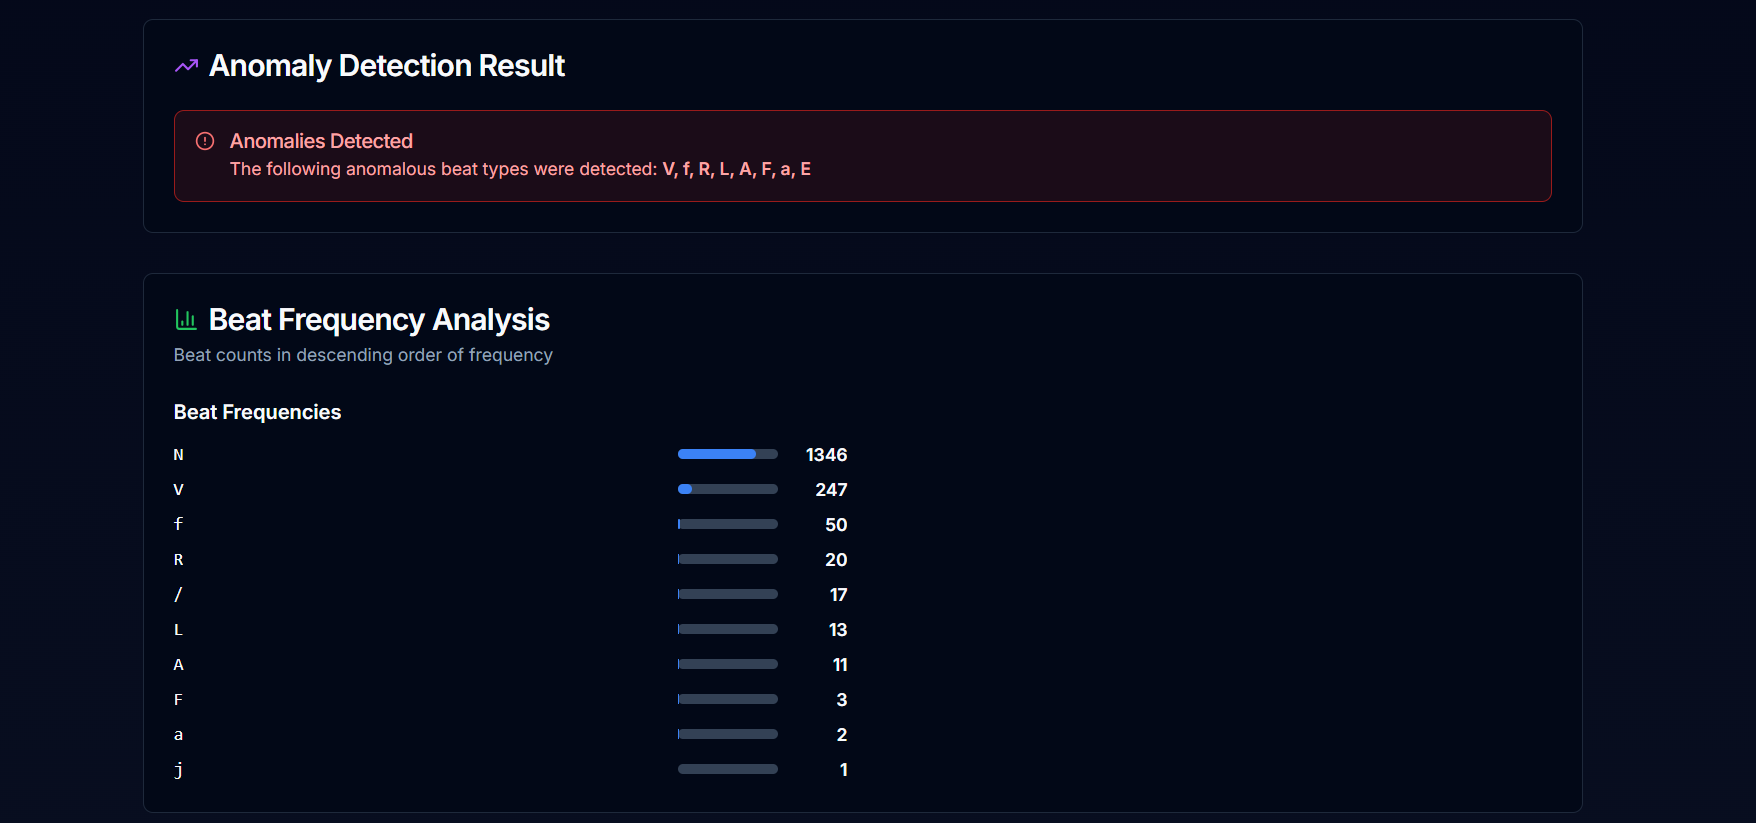 Anomaly Detection Result
Anomalies Detected
The following anomalous beat types were detected: V, f, R, L, A, F, a, E
Beat Frequency Analysis
Beat counts in descending order of frequency
Beat Frequencies
N 1346
V 247
f 50
R 20
/ 17
L 13
A 11
F 3
a 2
j 1